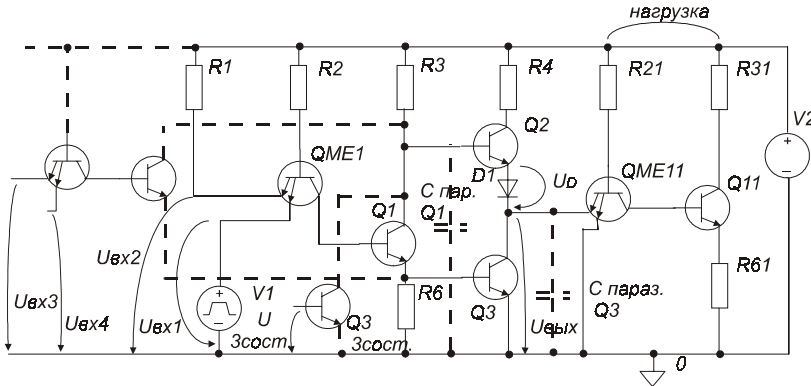 нагрузка
R1
R2
R3
R4
R21
R31
V2
Q2
QME1
D1
UD
QME11
Q11
С пар.
Q1
Q1
Uвх2
R61
V1
U
R6
С параз.
Q3
Uвх3
Uвх4
Uвх1
Q3
Q3
Uвых
3сост.
3сост.
0